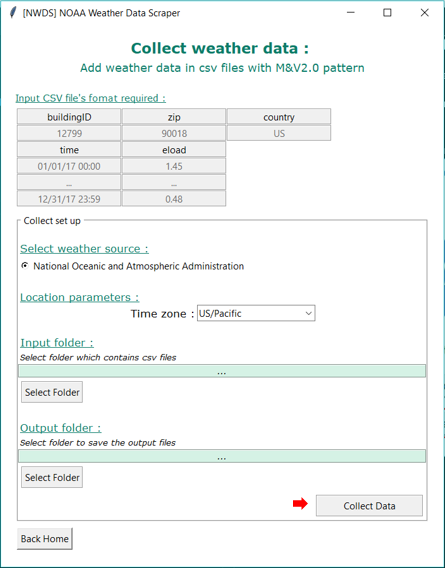 [NWDS] NOAA Weather Data Scraper
Collect weather data :
Add weather data in csv files with M&V2.0 pattern
Input CSV file's fomat required :
buildingID zip country
12799 90018 US
time eload
01/01/17 00:00 1.45
... ...
12/31/16 23:59 0.48
Collect set up
Select weather source :
National Oceanic and Atmospheric Administration
Location parameters :
Time zone : US/Pacific
Input folder :
Select folder which contains csv files
...
Select Folder
Output folder :
Select folder to save the output files
...
Select Folder
Collect Data
Back Home